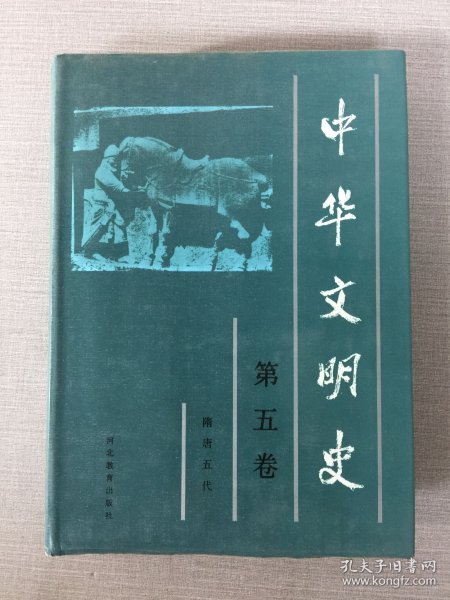 中华文明史
第五卷
隋唐五代
河北教育出版社
孔夫子旧书网
www.kongfz.com